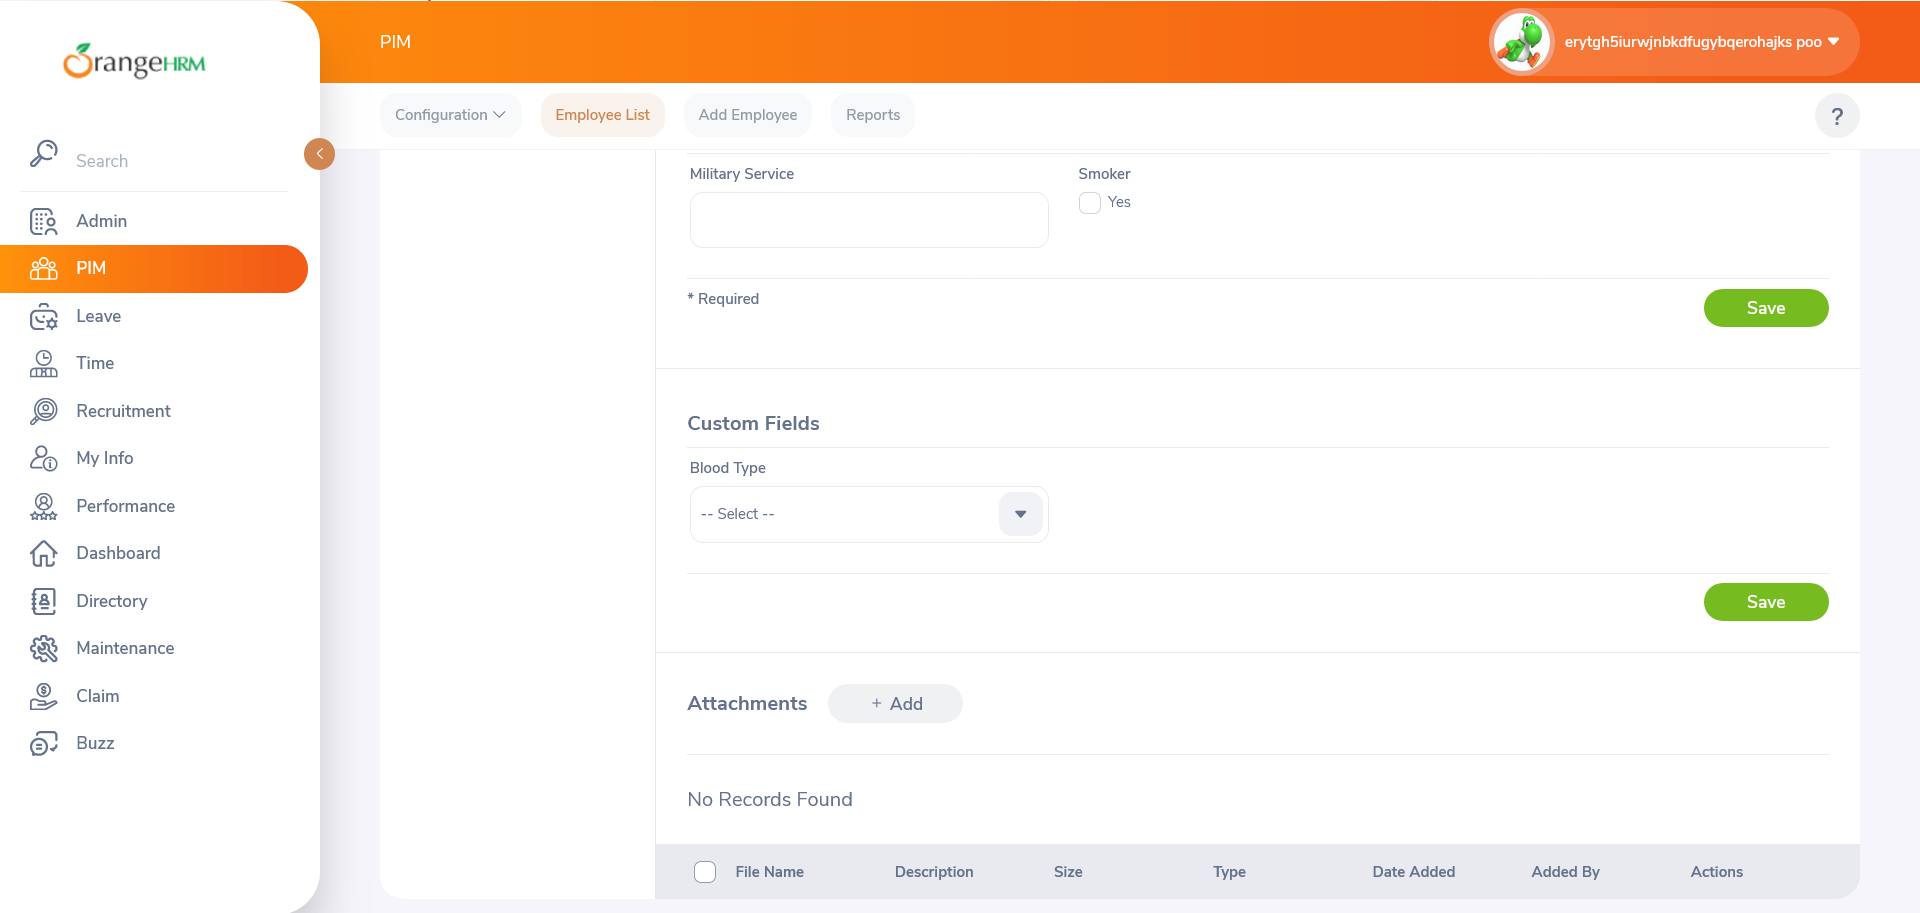 OrangeHRM
PIM
erytgh5iurwjnbkdfugybqerohajks poo
Configuration
Employee List
Add Employee
Reports
?
Search
Admin
PIM
Leave
Time
Recruitment
My Info
Performance
Dashboard
Directory
Maintenance
Claim
Buzz
Military Service
Smoker
Yes
* Required
Save
Custom Fields
Blood Type
-- Select --
Save
Attachments
+ Add
No Records Found
File Name Description Size Type Date Added Added By Actions